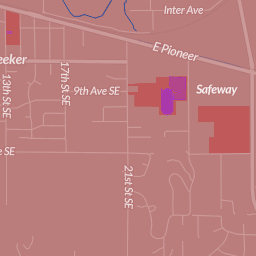 Inter Ave
E Pioneer
eeker
9th Ave SE
Safeway
13th St SE
17th St SE
e SE
21st St SE